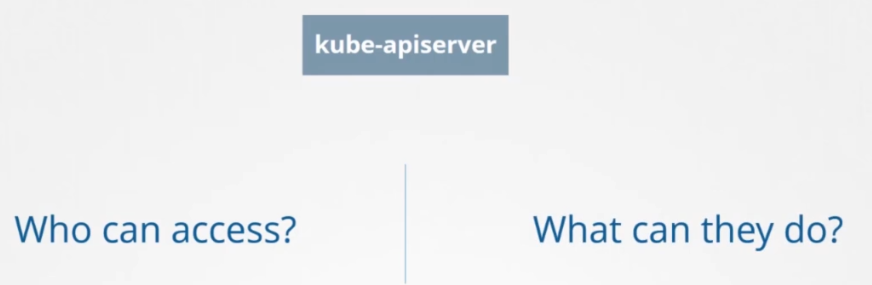 kube-apiserver
Who can access?
What can they do?